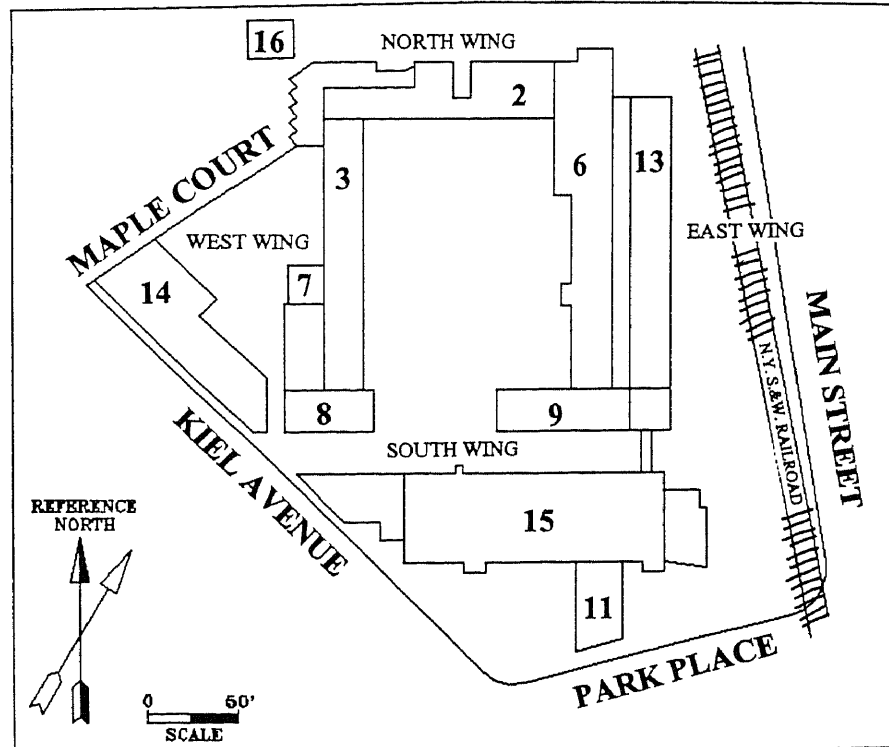 16
NORTH WING
2
3
6
13
MAPLE COURT
WEST WING
EAST WING
7
14
MAIN STREET
N.Y. S.&W. RAILROAD
8
9
KIEL AVENUE
SOUTH WING
REFERENCE
NORTH
15
11
PARK PLACE
0 60'
SCALE